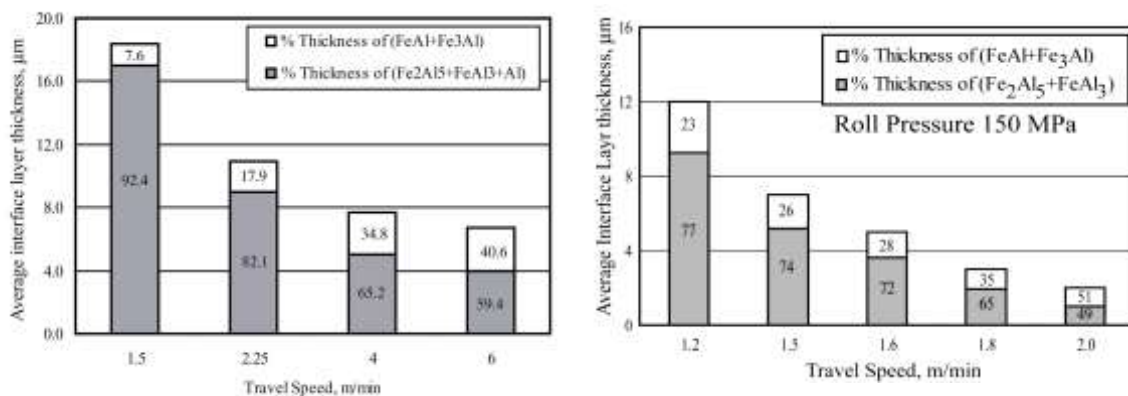 Average interface layer thickness, µm
20.0
16.0
12.0
8.0
4.0
0.0
% Thickness of (FeAl+Fe3Al)
% Thickness of (Fe2Al5+FeAl3+Al)
7.6
92.4
17.9
82.1
34.8
65.2
40.6
59.4
1.5 2.25 4 6
Travel Speed, m/min
Average Interface Layr thickness, µm
16
12
8
4
0
% Thickness of (FeAl+Fe3Al)
% Thickness of (Fe2Al5+FeAl3)
Roll Pressure 150 MPa
23
77
26
74
28
72
35
65
51
49
1.2 1.5 1.6 1.8 2.0
Travel Speed, m/min